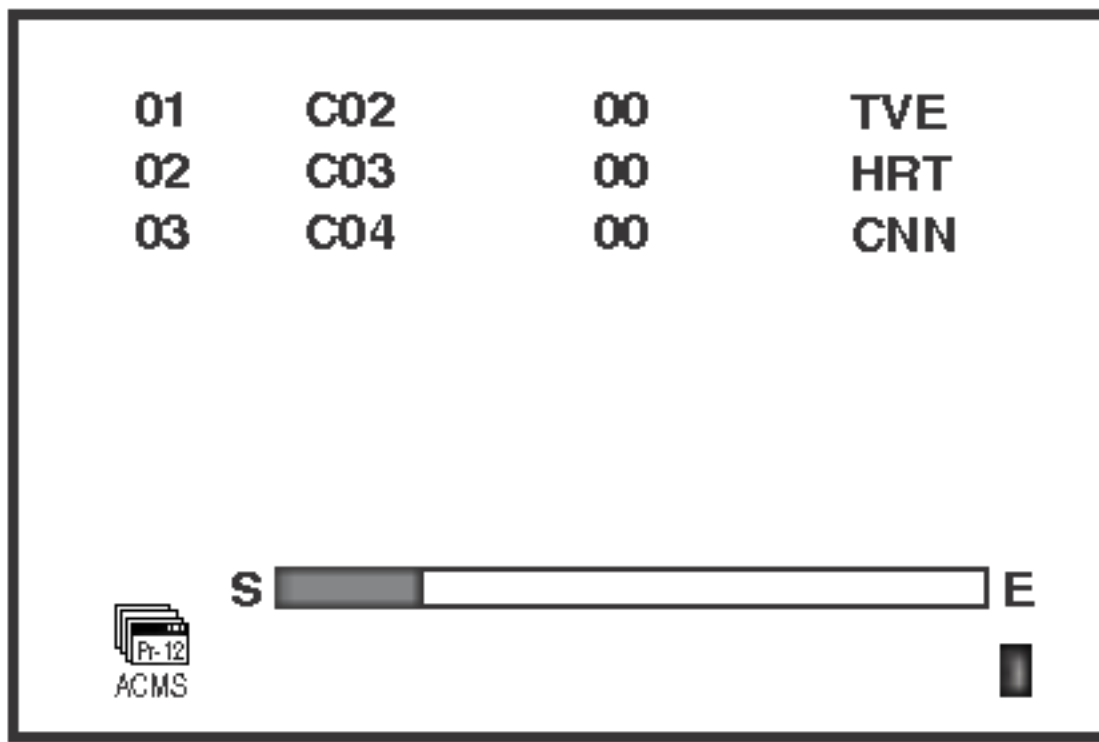 01 C02 00 TVE
02 C03 00 HRT
03 C04 00 CNN
S E
Pr-12
ACMS